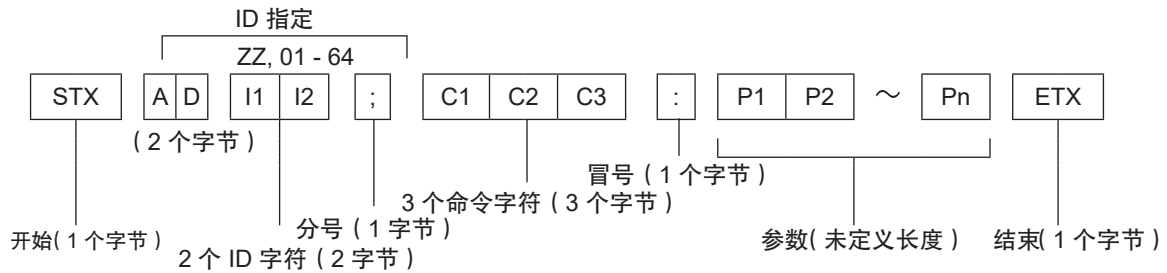 ID 指定
ZZ, 01 - 64
STX A D I1 I2 ; C1 C2 C3 : P1 P2 ～ Pn ETX
(2 个字节)
冒号 (1 个字节)
3 个命令字符 (3 个字节)
分号 (1 字节)
开始( 1 个字节)
参数( 未定义长度)
结束( 1 个字节)
2 个 ID 字符 (2 字节)